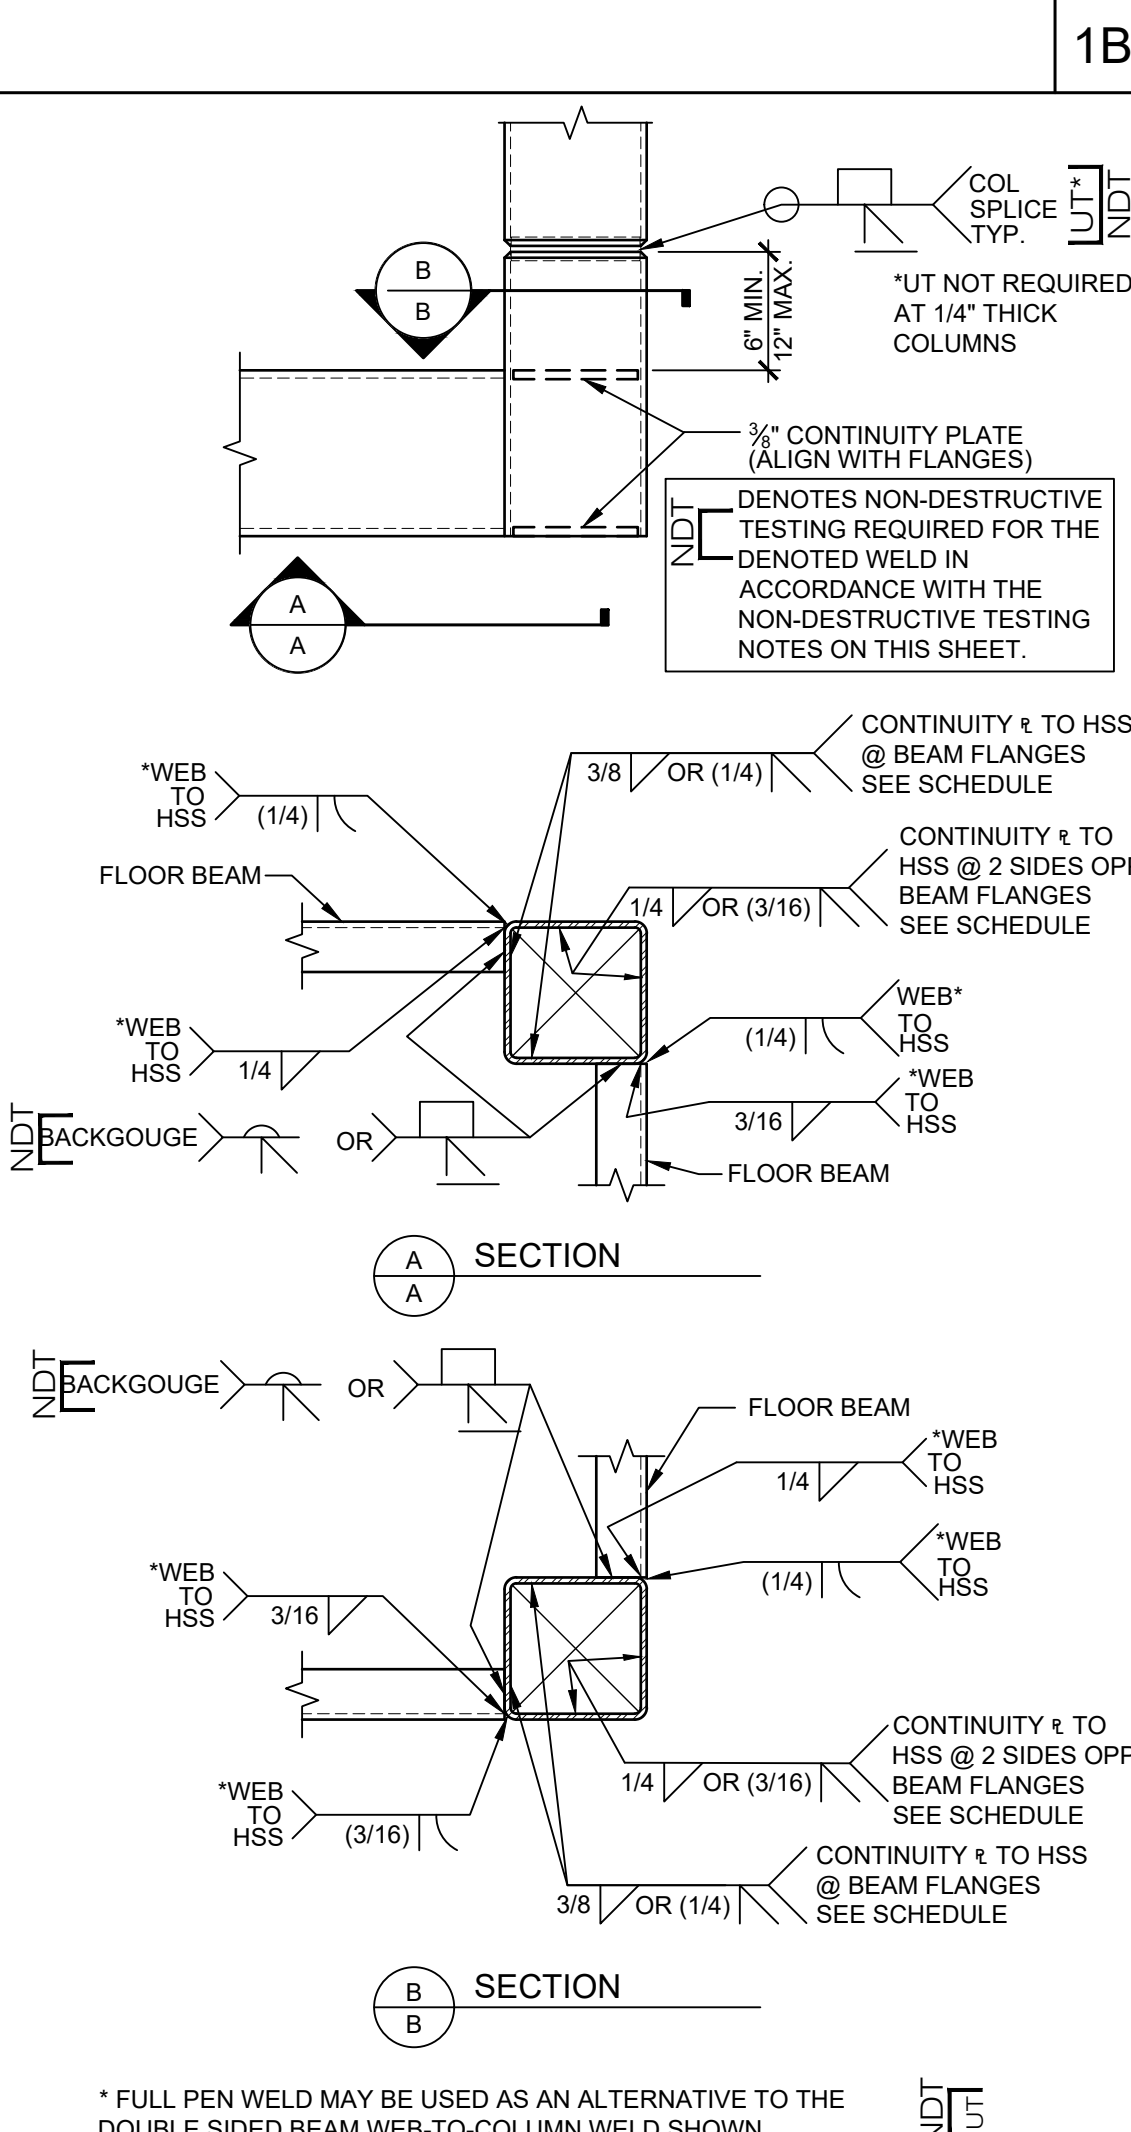 1B
COL
SPLICE
TYP.
UT*
NDT
*UT NOT REQUIRED
AT 1/4" THICK
COLUMNS
B
B
6" MIN.
12" MAX.
3/8" CONTINUITY PLATE
(ALIGN WITH FLANGES)
NDT
DENOTES NON-DESTRUCTIVE
TESTING REQUIRED FOR THE
DENOTED WELD IN
ACCORDANCE WITH THE
NON-DESTRUCTIVE TESTING
NOTES ON THIS SHEET.
A
A
CONTINUITY ℞ TO HSS
@ BEAM FLANGES
SEE SCHEDULE
3/8 OR (1/4)
*WEB
TO
HSS
(1/4)
CONTINUITY ℞ TO
HSS @ 2 SIDES OPP
BEAM FLANGES
SEE SCHEDULE
1/4 OR (3/16)
FLOOR BEAM
WEB*
TO
HSS
(1/4)
*WEB
TO
HSS
1/4
*WEB
TO
HSS
3/16
NDT
BACKGOUGE
OR
FLOOR BEAM
A
A
SECTION
NDT
BACKGOUGE
OR
FLOOR BEAM
*WEB
TO
HSS
1/4
*WEB
TO
HSS
(1/4)
*WEB
TO
HSS
3/16
CONTINUITY ℞ TO
HSS @ 2 SIDES OPP
BEAM FLANGES
SEE SCHEDULE
1/4 OR (3/16)
*WEB
TO
HSS
(3/16)
CONTINUITY ℞ TO HSS
@ BEAM FLANGES
SEE SCHEDULE
3/8 OR (1/4)
B
B
SECTION
* FULL PEN WELD MAY BE USED AS AN ALTERNATIVE TO THE
DOUBLE SIDED BEAM WEB-TO-COLUMN WELD SHOWN
NDT
UT